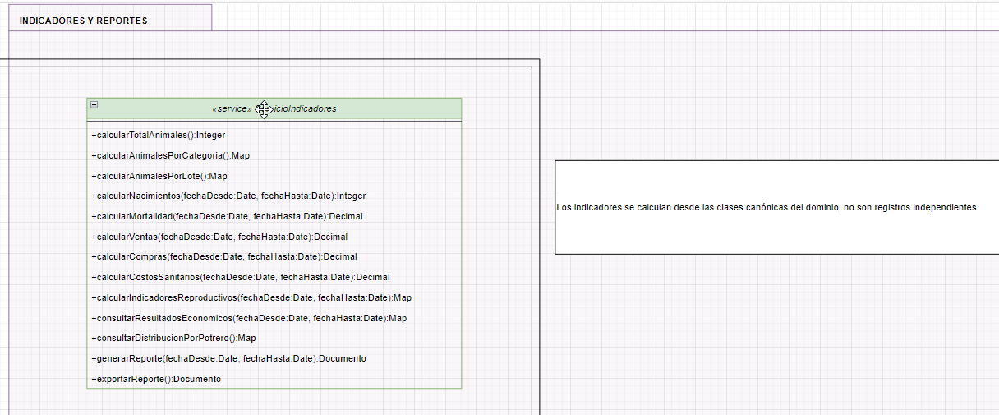 INDICADORES Y REPORTES
«service»
+calcularTotalAnimales():Integer
+calcularAnimalesPorCategoria():Map
+calcularAnimalesPorLote():Map
+calcularNacimientos(fechaDesde:Date, fechaHasta:Date):Integer
+calcularMortalidad(fechaDesde:Date, fechaHasta:Date):Decimal
+calcularVentas(fechaDesde:Date, fechaHasta:Date):Decimal
+calcularCompras(fechaDesde:Date, fechaHasta:Date):Decimal
+calcularCostosSanitarios(fechaDesde:Date, fechaHasta:Date):Decimal
+calcularIndicadoresReproductivos(fechaDesde:Date, fechaHasta:Date):Map
+consultarResultadosEconomicos(fechaDesde:Date, fechaHasta:Date):Map
+consultarDistribucionPorPotrero():Map
+generarReporte(fechaDesde:Date, fechaHasta:Date):Documento
+exportarReporte():Documento
Los indicadores se calculan desde las clases canónicas del dominio; no son registros independientes.